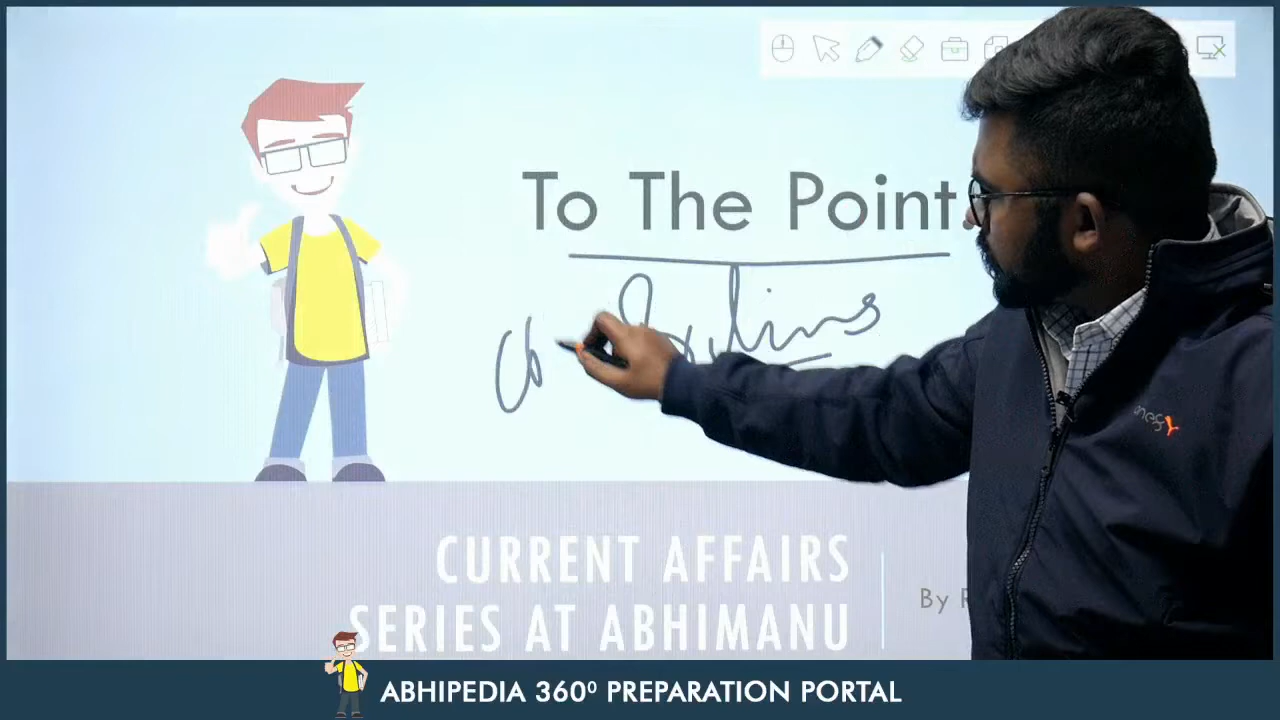 To The Point.
CURRENT AFFAIRS
SERIES AT ABHIMANU
By
ABHIPEDIA 360⁰ PREPARATION PORTAL